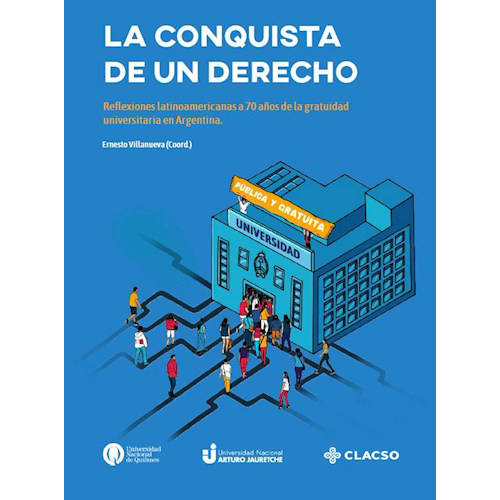 LA CONQUISTA
DE UN DERECHO
Reflexiones latinoamericanas a 70 años de la gratuidad
universitaria en Argentina.
Ernesto Villanueva (Coord.)
PÚBLICA Y GRATUITA
UNIVERSIDAD
Universidad
Nacional
de Quilmes
Universidad Nacional
ARTURO JAURETCHE
CLACSO